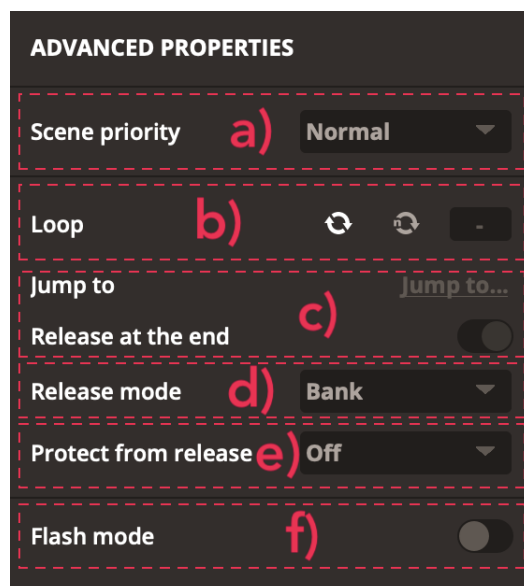 ADVANCED PROPERTIES
Scene priority a) Normal
Loop b) n -
Jump to Jump to...
c)
Release at the end
Release mode d) Bank
Protect from release e) Off
Flash mode f)